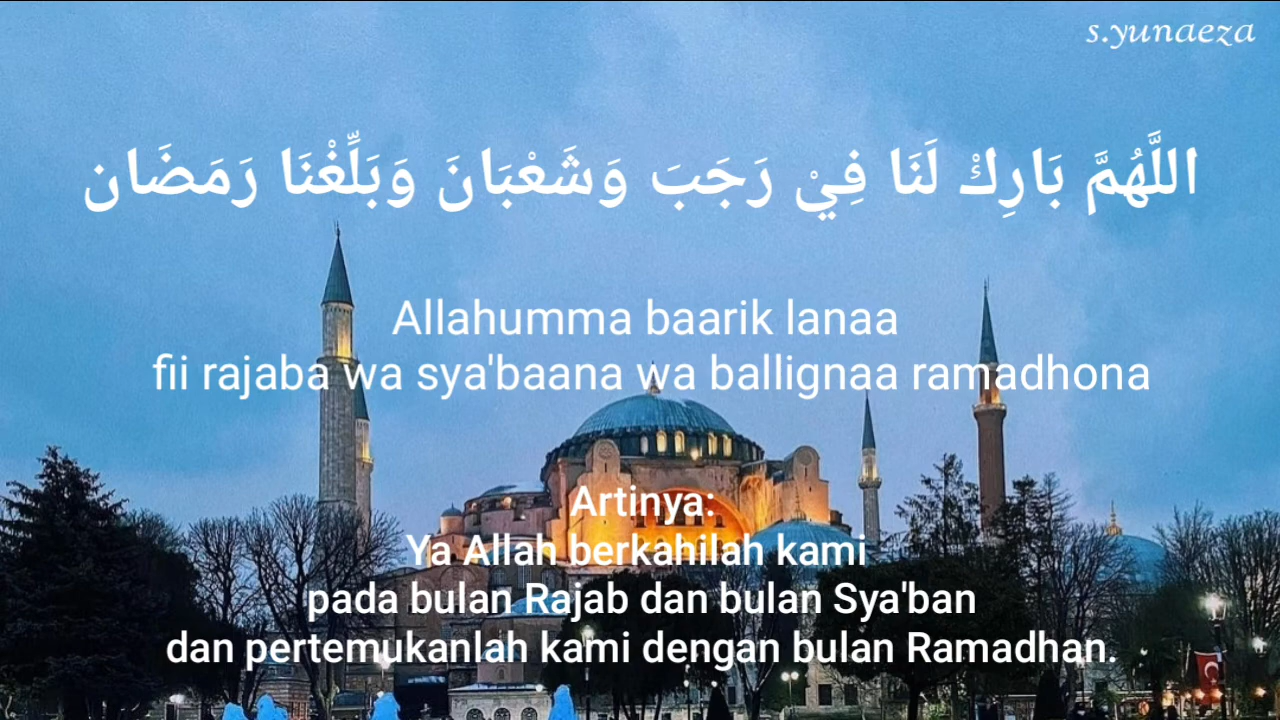 s.yunaeza
اللَّهُمَّ بَارِكْ لَنَا فِيْ رَجَبَ وَشَعْبَانَ وَبَلِّغْنَا رَمَضَان
Allahumma baarik lanaa
fii rajaba wa sya'baana wa ballignaa ramadhona
Artinya:
Ya Allah berkahilah kami
pada bulan Rajab dan bulan Sya'ban
dan pertemukanlah kami dengan bulan Ramadhan.